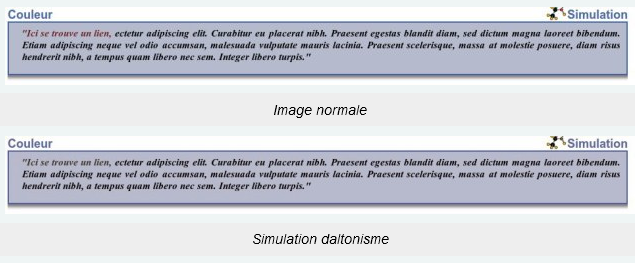 Couleur Simulation
"Ici se trouve un lien, ectetur adipiscing elit. Curabitur eu placerat nibh. Praesent egestas blandit diam, sed dictum magna laoreet bibendum.
Etiam adipiscing neque vel odio accumsan, malesuada vulputate mauris lacinia. Praesent scelerisque, massa at molestie posuere, diam risus
hendrerit nibh, a tempus quam libero nec sem. Integer libero turpis."
Image normale
Couleur Simulation
"Ici se trouve un lien, ectetur adipiscing elit. Curabitur eu placerat nibh. Praesent egestas blandit diam, sed dictum magna laoreet bibendum.
Etiam adipiscing neque vel odio accumsan, malesuada vulputate mauris lacinia. Praesent scelerisque, massa at molestie posuere, diam risus
hendrerit nibh, a tempus quam libero nec sem. Integer libero turpis."
Simulation daltonisme